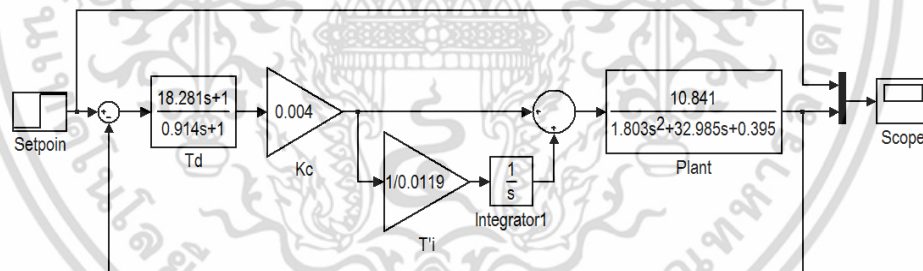 18.281s+1
0.914s+1
Td
0.004
Kc
1/0.0119
T'i
1
s
Integrator1
10.841
1.803s²+32.985s+0.395
Plant
Setpoin
Scope